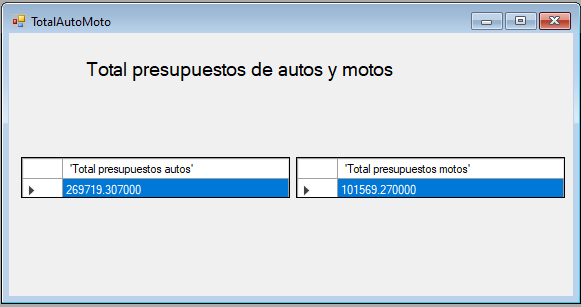 TotalAutoMoto
Total presupuestos de autos y motos
'Total presupuestos autos'
269719.307000
'Total presupuestos motos'
101569.270000